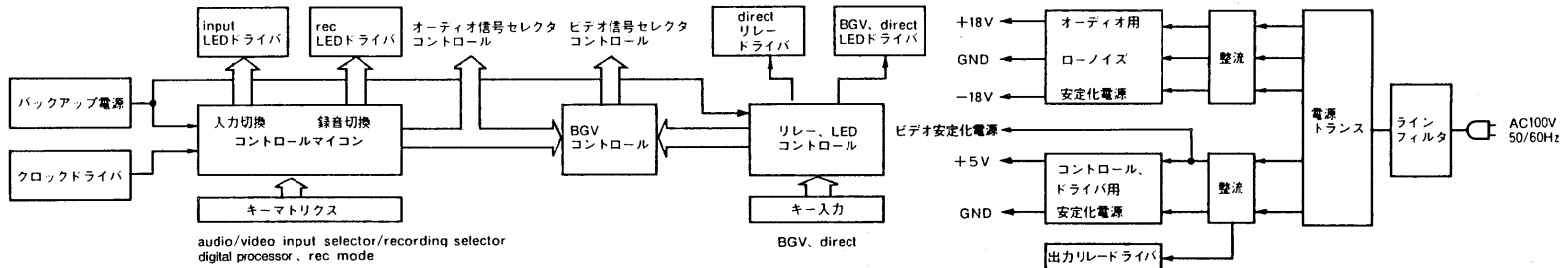 input
LEDドライバ
rec
LEDドライバ
オーディオ信号セレクタ
コントロール
ビデオ信号セレクタ
コントロール
direct
リレー
ドライバ
BGV、direct
LEDドライバ
バックアップ電源
クロックドライバ
入力切換 録音切換
コントロールマイコン
BGV
コントロール
リレー、LED
コントロール
キーマトリクス
キー入力
audio/video input selector/recording selector
digital processor、rec mode
BGV、direct
+18V
GND
−18V
オーディオ用
ローノイズ
安定化電源
整流
ビデオ安定化電源
+5V
GND
コントロール、
ドライバ用
安定化電源
整流
出力リレードライバ
電源
トランス
ライン
フィルタ
AC100V
50/60Hz